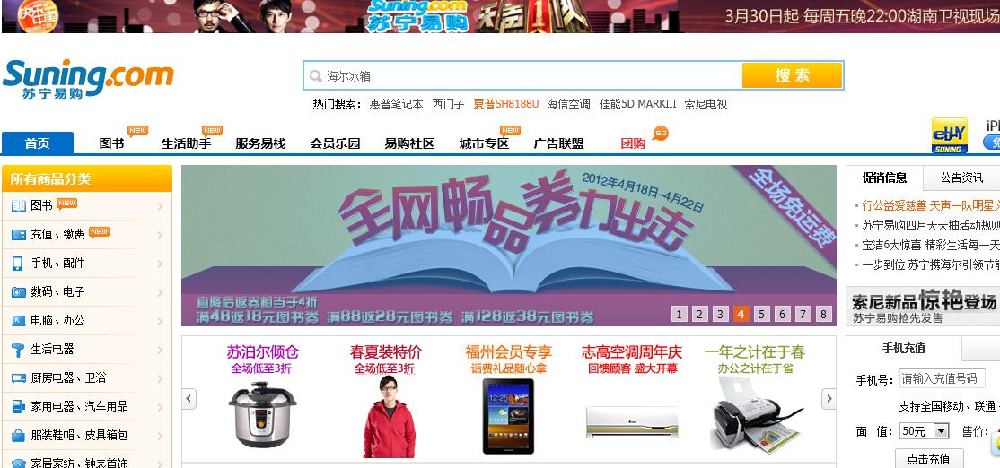 快乐中国
苏宁易购
Suning.com
苏宁易购
天声1队
3月30日起 每周五晚22:00湖南卫视现场
Suning.com
苏宁易购
海尔冰箱
搜 索
热门搜索： 惠普笔记本 西门子 夏普SH8188U 海信空调 佳能5D MARKIII 索尼电视
首页 图书 NEW 生活助手 NEW 服务易栈 会员乐园 易购社区 城市专区 NEW 广告联盟 团购 GO
eBUY
SUNING
所有商品分类
图书 NEW
充值、缴费 NEW
手机、配件
数码、电子
电脑、办公
生活电器
厨房电器、卫浴
家用电器、汽车用品
服装鞋帽、皮具箱包
家居家纺、钟表首饰
全网畅品券力出击
2012年4月18日-4月22日
全场免运费
直降后返券相当于4折
满48返18元图书券 满88返28元图书券 满128返38元图书券
1 2 3 4 5 6 7 8
苏泊尔倾仓
全场低至3折
春夏装特价
全场低至3折
福州会员专享
话费礼品随心拿
志高空调周年庆
回馈顾客 盛大开幕
一年之计在于春
办公之计在于省
促销信息 公告资讯
行公益爱慈善 天声一队明星
苏宁易购四月天天抽活动规则
宝洁6大惊喜 精彩生活每一天
一步到位 苏宁携海尔引领节能
索尼新品惊艳登场
苏宁易购抢先发售
手机充值
手机号： 请输入充值号码
支持全国移动、联通
面 值： 50元 售价：
点击充值